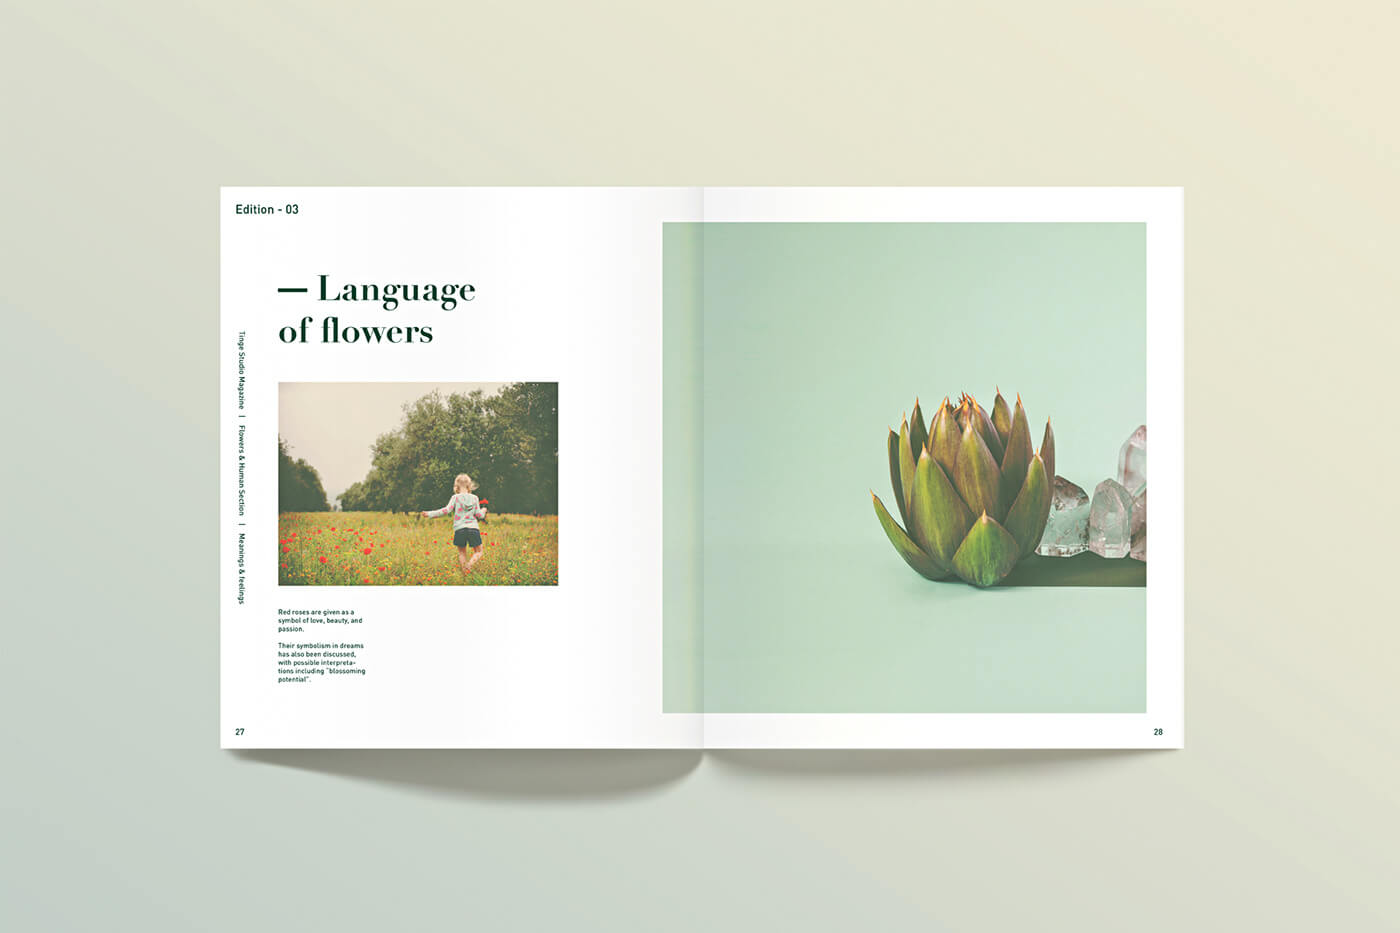 Edition - 03
— Language
of flowers
Tinge Studio Magazine | Flowers & Human Section | Meanings & feelings
Red roses are given as a
symbol of love, beauty, and
passion.
Their symbolism in dreams
has also been discussed,
with possible interpreta-
tions including "blossoming
potential".
27
28